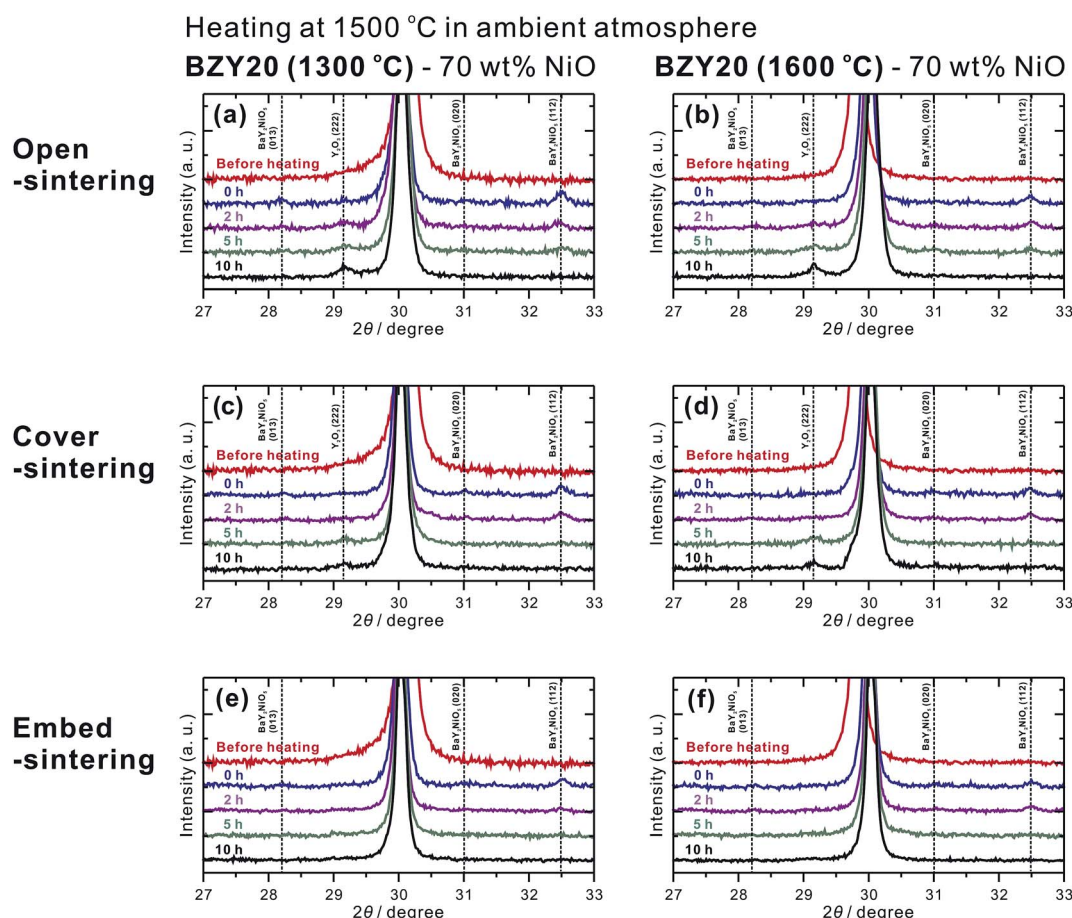 Heating at 1500 °C in ambient atmosphere
BZY20 (1300 °C) - 70 wt% NiO
BZY20 (1600 °C) - 70 wt% NiO
Open
-sintering
(a)
Intensity (a. u.)
BaY₂NiO₅
(013)
Y₂O₃ (222)
BaY₂NiO₅ (020)
BaY₂NiO₅ (112)
Before heating
0 h
2 h
5 h
10 h
27 28 29 30 31 32 33
2θ / degree
(b)
Intensity (a. u.)
BaY₂NiO₅
(013)
Y₂O₃ (222)
BaY₂NiO₅ (020)
BaY₂NiO₅ (112)
Before heating
0 h
2 h
5 h
10 h
27 28 29 30 31 32 33
2θ / degree
Cover
-sintering
(c)
Intensity (a. u.)
BaY₂NiO₅
(013)
Y₂O₃ (222)
BaY₂NiO₅ (020)
BaY₂NiO₅ (112)
Before heating
0 h
2 h
5 h
10 h
27 28 29 30 31 32 33
2θ / degree
(d)
Intensity (a. u.)
BaY₂NiO₅
(013)
Y₂O₃ (222)
BaY₂NiO₅ (020)
BaY₂NiO₅ (112)
Before heating
0 h
2 h
5 h
10 h
27 28 29 30 31 32 33
2θ / degree
Embed
-sintering
(e)
Intensity (a. u.)
BaY₂NiO₅
(013)
BaY₂NiO₅ (020)
BaY₂NiO₅ (112)
Before heating
0 h
2 h
5 h
10 h
27 28 29 30 31 32 33
2θ / degree
(f)
Intensity (a. u.)
BaY₂NiO₅
(013)
BaY₂NiO₅ (020)
BaY₂NiO₅ (112)
Before heating
0 h
2 h
5 h
10 h
27 28 29 30 31 32 33
2θ / degree